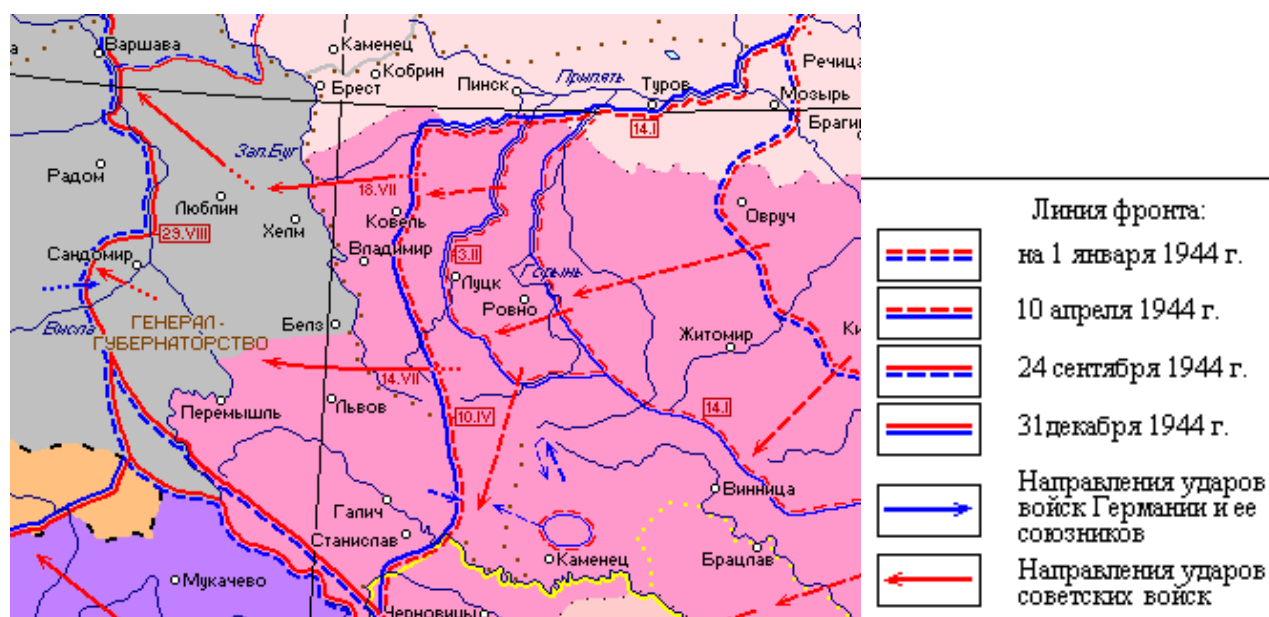 а
Варшава
Каменец
Кобрин
Брест
Пинск
Припять
Туров
Речица
Мозырь
Браги
14.I
Зап.Буг
Радом
Люблин
Хелм
18.VII
Ковель
Овруч
29.VIII
Сандомир
Владимир
3.II
Луцк
Горынь
Ровно
Висла
ГЕНЕРАЛ-
ГУБЕРНАТОРСТВО
Белз
Житомир
Ки
14.VII
Перемышль
Львов
10.IV
14.I
Винница
Галич
Станислав
Каменец
Брацлав
Мукачево
Черновицы
Линия фронта:
на 1 января 1944 г.
10 апреля 1944 г.
24 сентября 1944 г.
31декабря 1944 г.
Направления ударов
войск Германии и ее
союзников
Направления ударов
советских войск